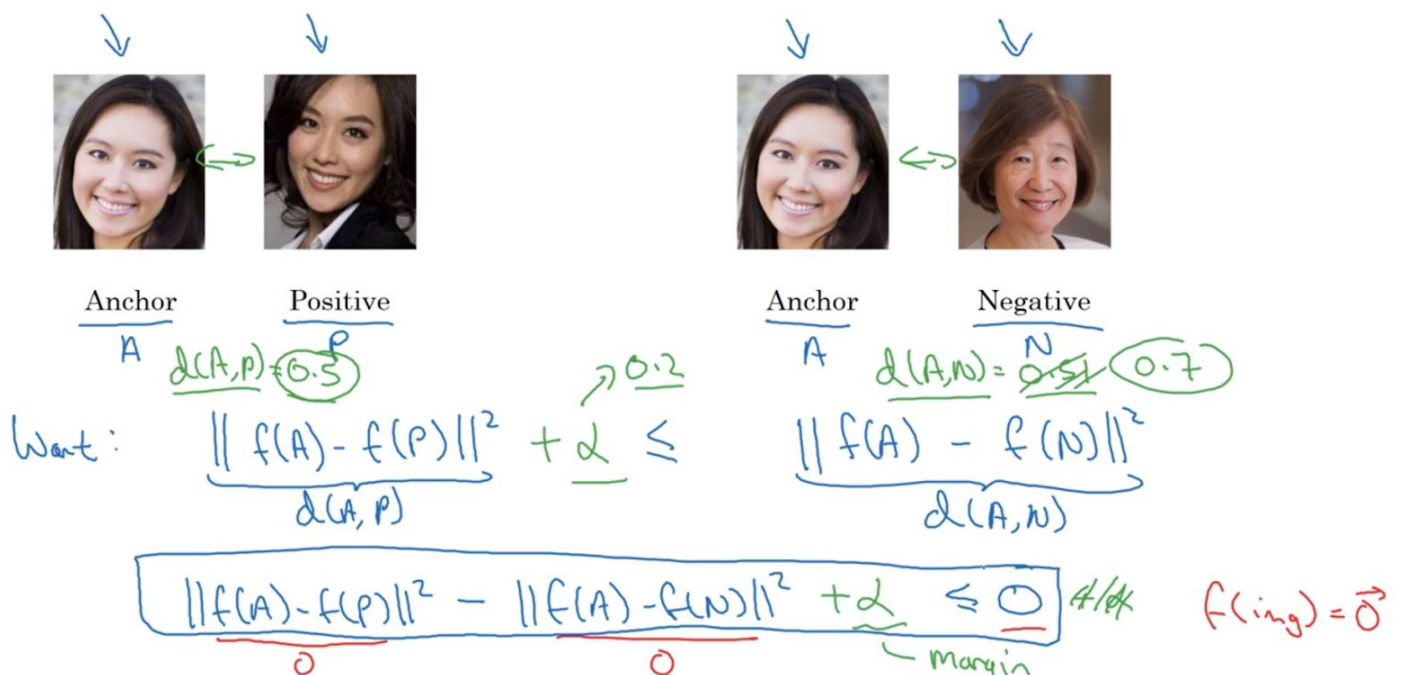 Anchor Positive Anchor Negative
A P A N
d(A,P) = 0.5 0.2 d(A,N) = 0.51 0.7
Want: || f(A) - f(P) ||² + α ≤ || f(A) - f(N) ||²
d(A,P) d(A,N)
||f(A) - f(P)||² - ||f(A) - f(N)||² + α ≤ 0 f(img) = 0⃗
0 0 margin